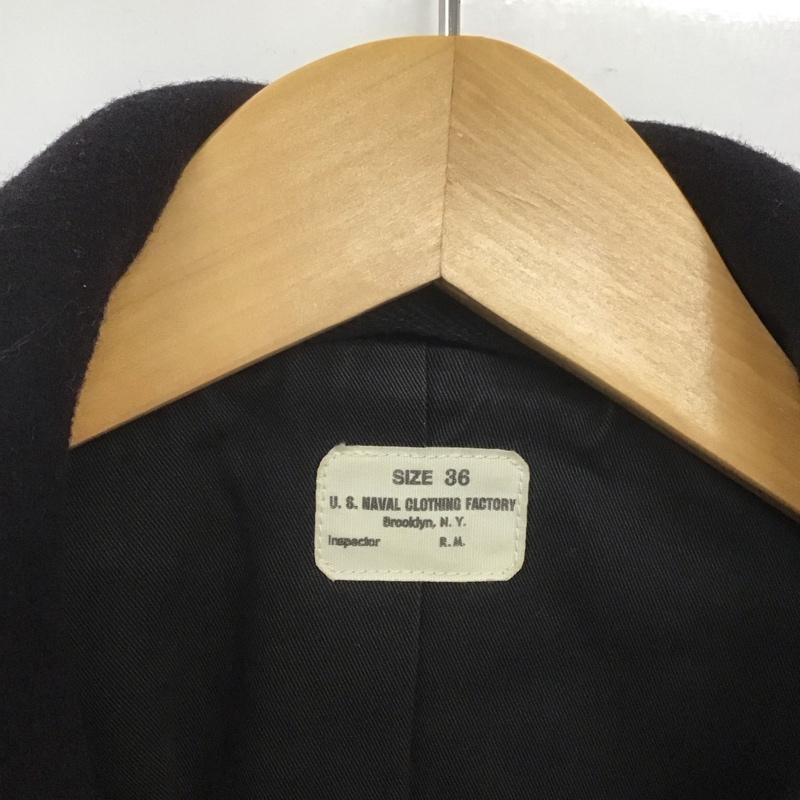 SIZE 36
U. S. NAVAL CLOTHING FACTORY
Brooklyn, N. Y.
Inspector R. M.